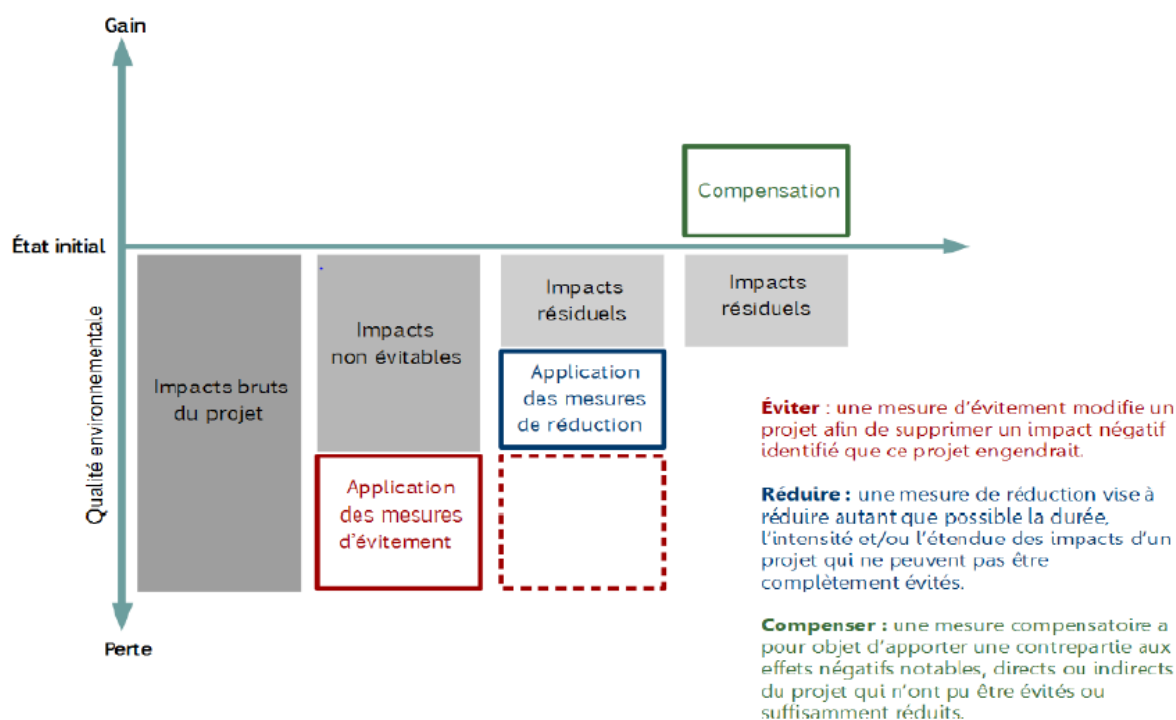 Gain
Compensation
État initial
Qualité environnementale
Impacts bruts
du projet
Impacts
non évitables
Application
des mesures
d'évitement
Impacts
résiduels
Application
des mesures
de réduction
Impacts
résiduels
Perte
Éviter : une mesure d'évitement modifie un
projet afin de supprimer un impact négatif
identifié que ce projet engendrait.
Réduire : une mesure de réduction vise à
réduire autant que possible la durée,
l'intensité et/ou l'étendue des impacts d'un
projet qui ne peuvent pas être
complètement évités.
Compenser : une mesure compensatoire a
pour objet d'apporter une contrepartie aux
effets négatifs notables, directs ou indirects
du projet qui n'ont pu être évités ou
suffisamment réduits.